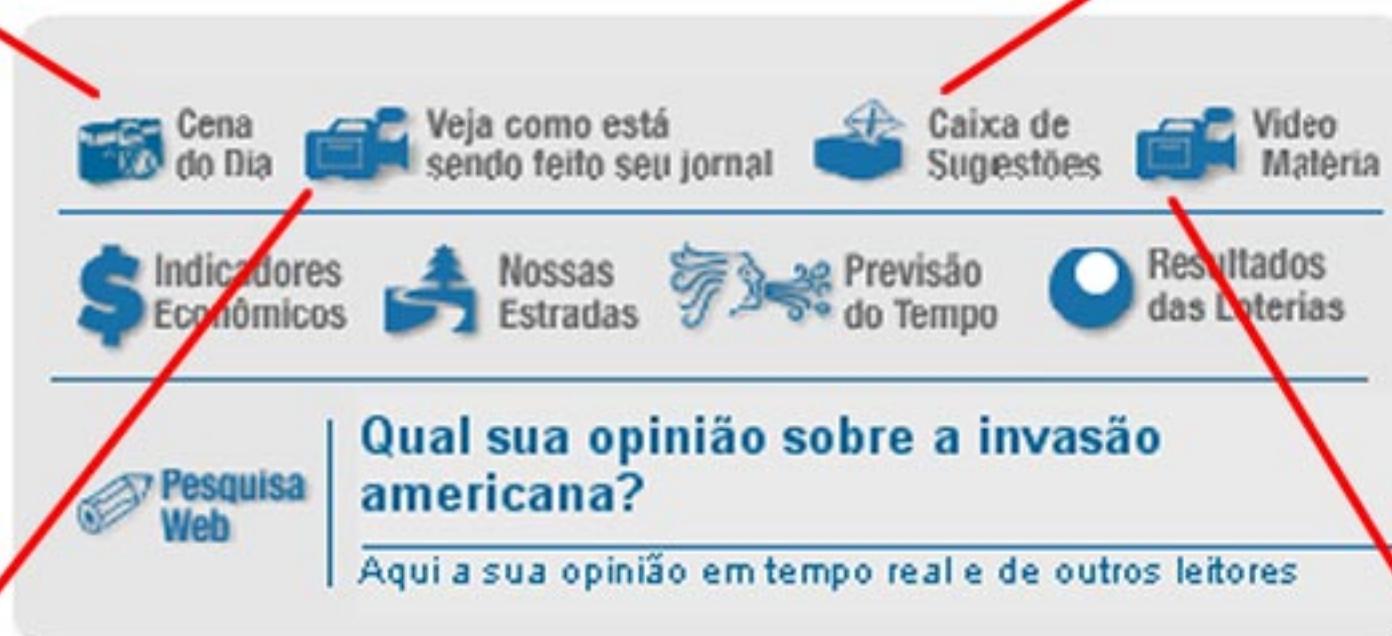 Cena
do Dia
Veja como está
sendo feito seu jornal
Caixa de
Sugestões
Video
Matéria
Indicadores
Econômicos
Nossas
Estradas
Previsão
do Tempo
Resultados
das Loterias
Pesquisa
Web
Qual sua opinião sobre a invasão
americana?
Aqui a sua opinião em tempo real e de outros leitores